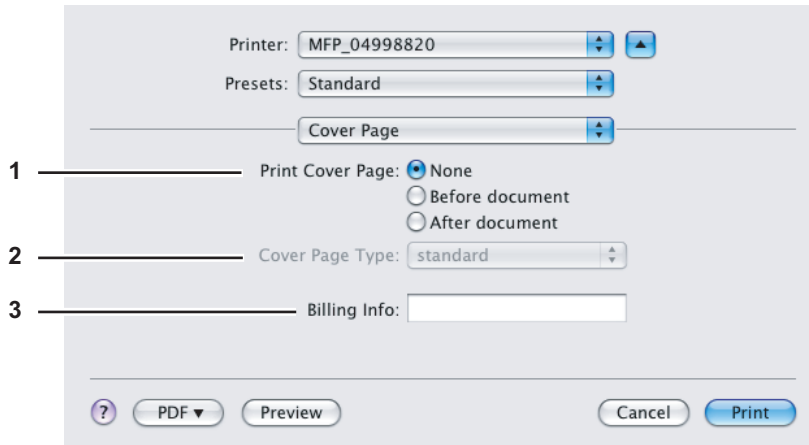 Printer: MFP_04998820
Presets: Standard
Cover Page
1 Print Cover Page: None
Before document
After document
2 Cover Page Type: standard
3 Billing Info:
? PDF ▼ Preview Cancel Print